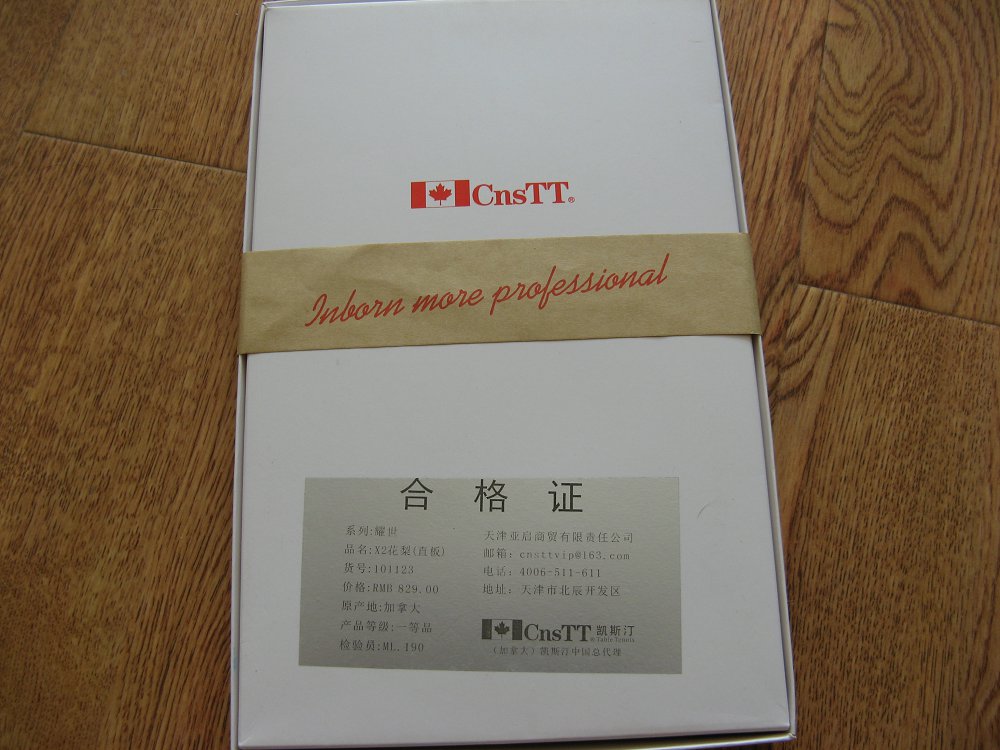 CnsTT®
Inborn more professional
合格证
系列:耀世
品名:X2花梨(直板)
货号:101123
价格:RMB 829.00
原产地:加拿大
产品等级:一等品
检验员:ML.190
天津亚启商贸有限责任公司
邮箱：cnsttvip@163.com
电话：4006-511-611
地址：天津市北辰开发区
CnsTT®凯斯汀
Table Tennis
（加拿大）凯斯汀中国总代理